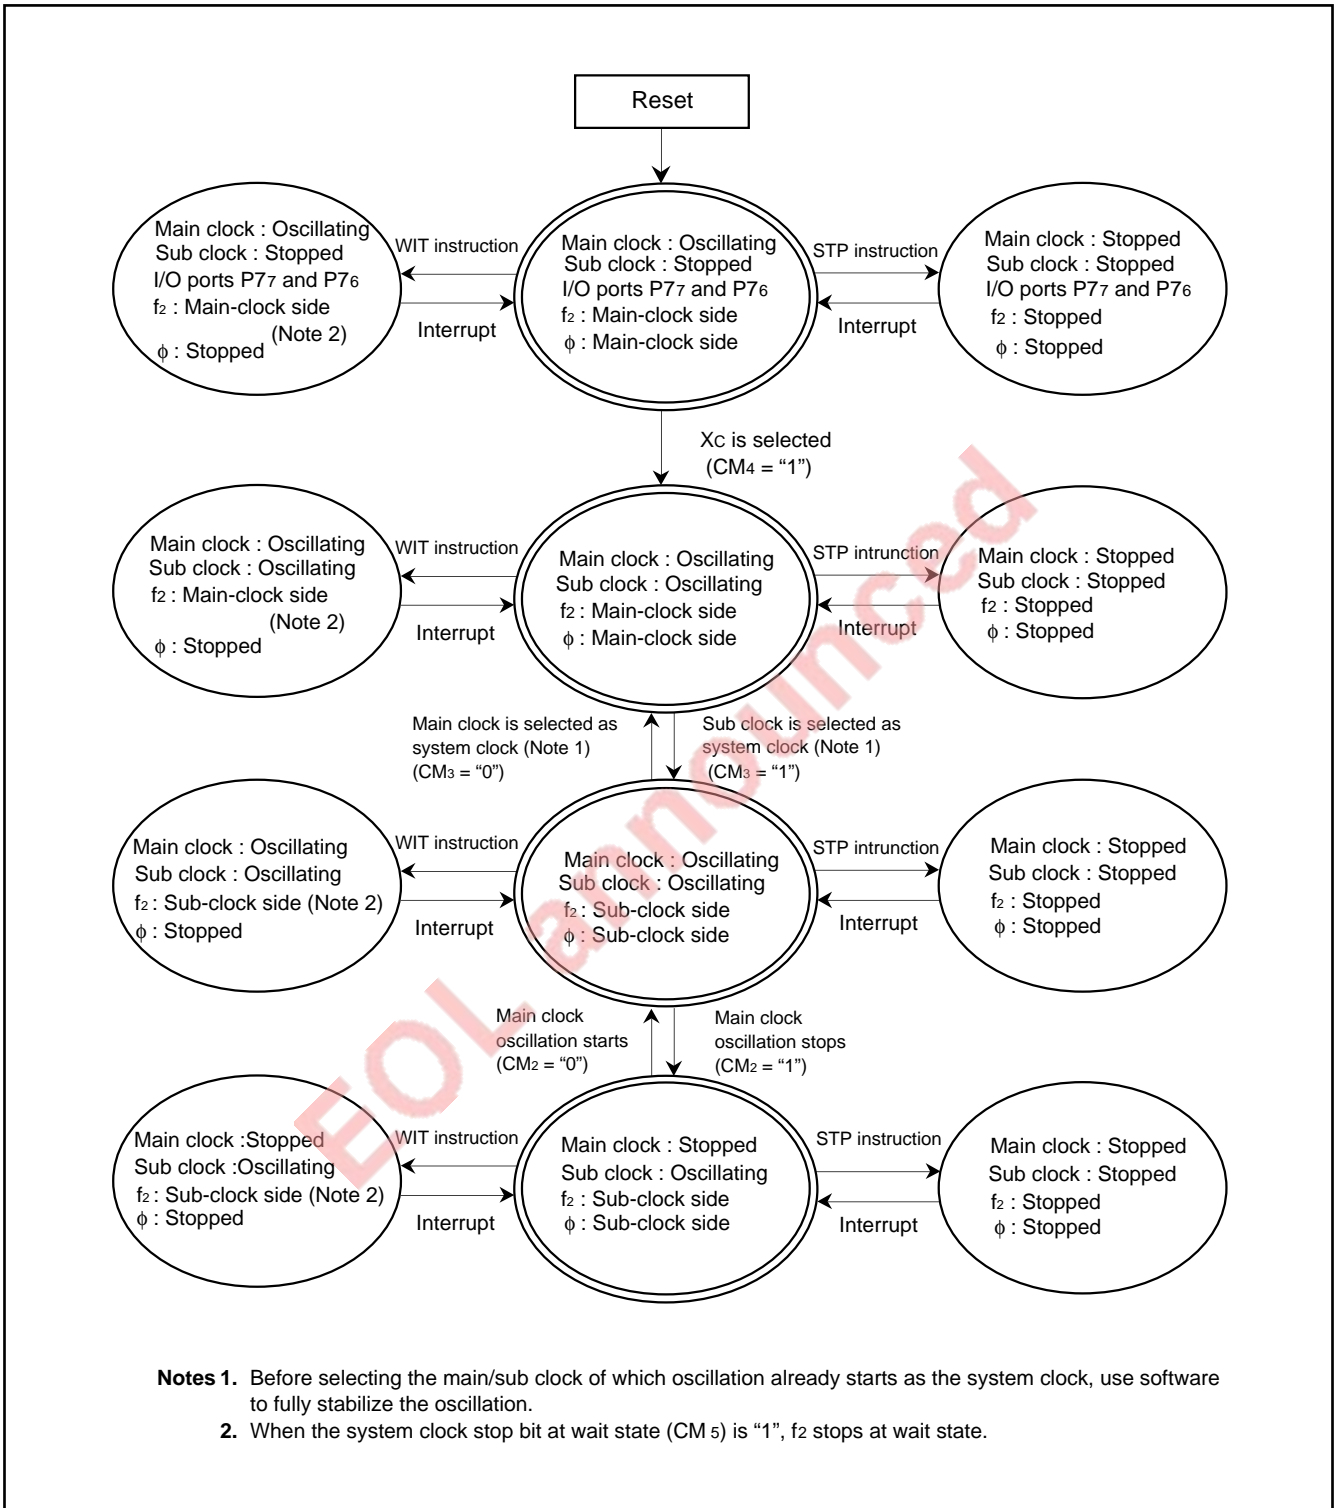 Reset
Main clock : Oscillating
Sub clock : Stopped
I/O ports P77 and P76
f2 : Main-clock side
(Note 2)
ϕ : Stopped
WIT instruction
Interrupt
Main clock : Oscillating
Sub clock : Stopped
I/O ports P77 and P76
f2 : Main-clock side
ϕ : Main-clock side
STP instruction
Interrupt
Main clock : Stopped
Sub clock : Stopped
I/O ports P77 and P76
f2 : Stopped
ϕ : Stopped
XC is selected
(CM4 = “1”)
Main clock : Oscillating
Sub clock : Oscillating
f2 : Main-clock side
(Note 2)
ϕ : Stopped
WIT instruction
Interrupt
Main clock : Oscillating
Sub clock : Oscillating
f2 : Main-clock side
ϕ : Main-clock side
STP intrunction
Interrupt
Main clock : Stopped
Sub clock : Stopped
f2 : Stopped
ϕ : Stopped
Main clock is selected as
system clock (Note 1)
(CM3 = “0”)
Sub clock is selected as
system clock (Note 1)
(CM3 = “1”)
Main clock : Oscillating
Sub clock : Oscillating
f2 : Sub-clock side (Note 2)
ϕ : Stopped
WIT instruction
Interrupt
Main clock : Oscillating
Sub clock : Oscillating
f2 : Sub-clock side
ϕ : Sub-clock side
STP intrunction
Interrupt
Main clock : Stopped
Sub clock : Stopped
f2 : Stopped
ϕ : Stopped
Main clock
oscillation starts
(CM2 = “0”)
Main clock
oscillation stops
(CM2 = “1”)
Main clock :Stopped
Sub clock :Oscillating
f2 : Sub-clock side (Note 2)
ϕ : Stopped
WIT instruction
Interrupt
Main clock : Stopped
Sub clock : Oscillating
f2 : Sub-clock side
ϕ : Sub-clock side
STP instruction
Interrupt
Main clock : Stopped
Sub clock : Stopped
f2 : Stopped
ϕ : Stopped
EOL announced
Notes 1. Before selecting the main/sub clock of which oscillation already starts as the system clock, use software
to fully stabilize the oscillation.
2. When the system clock stop bit at wait state (CM 5) is “1”, f2 stops at wait state.